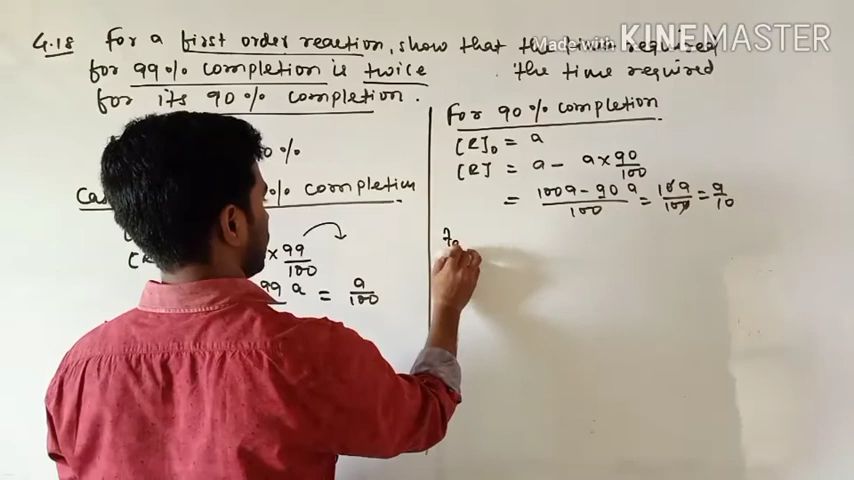 4.18 For a first order reaction, show that the time required
for 99% completion is twice the time required
for its 90% completion.
0%
Cas % completion
× 99/100
99 a = a/100
For 90% completion
[R]₀ = a
[R] = a - a×90/100
= 100a - 90a/100 = 10a/100 = a/10
Made with KINEMASTER